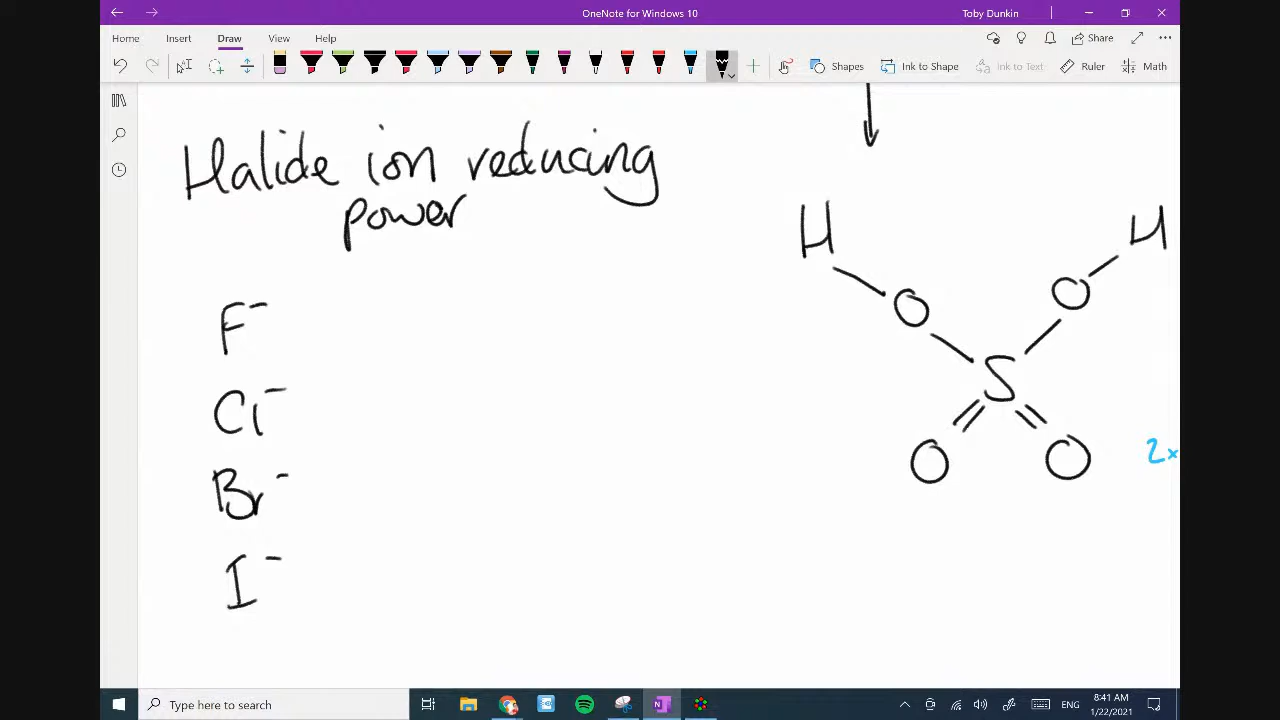 OneNote for Windows 10
Toby Dunkin
Home Insert Draw View Help
Share
Shapes
Ink to Shape
Ink to Text
Ruler
Math
Halide ion reducing
power
F⁻
Cl⁻
Br⁻
I⁻
H H
O O
S
O O
2×
Type here to search
ENG
8:41 AM
1/22/2021